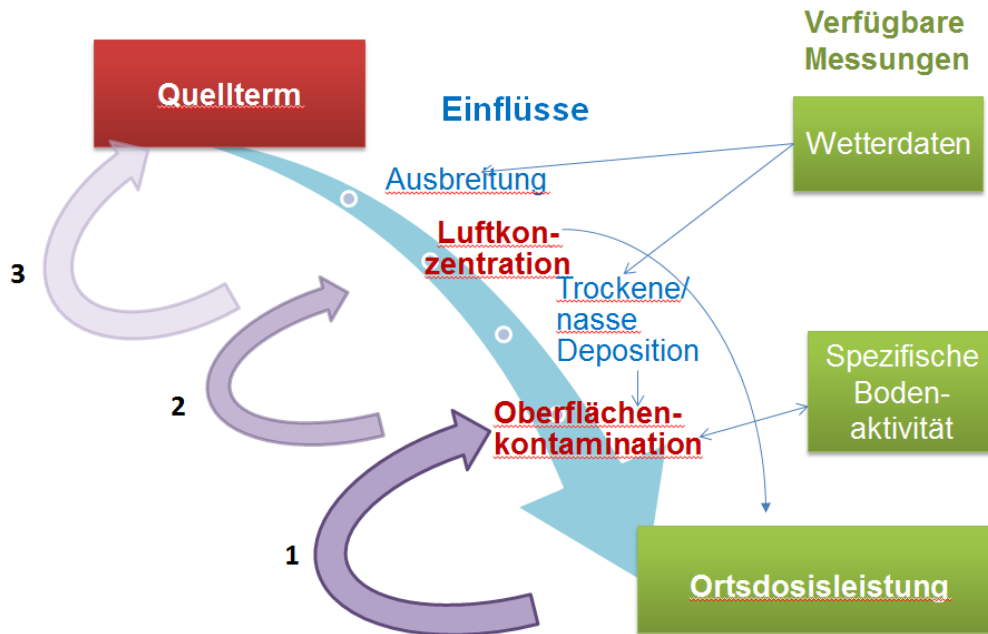 Verfügbare
Messungen
Quellterm
Einflüsse
Wetterdaten
Ausbreitung
Luftkon-
zentration
3
Trockene/
nasse
Deposition
Spezifische
Boden-
aktivität
2
Oberflächen-
kontamination
1
Ortsdosisleistung